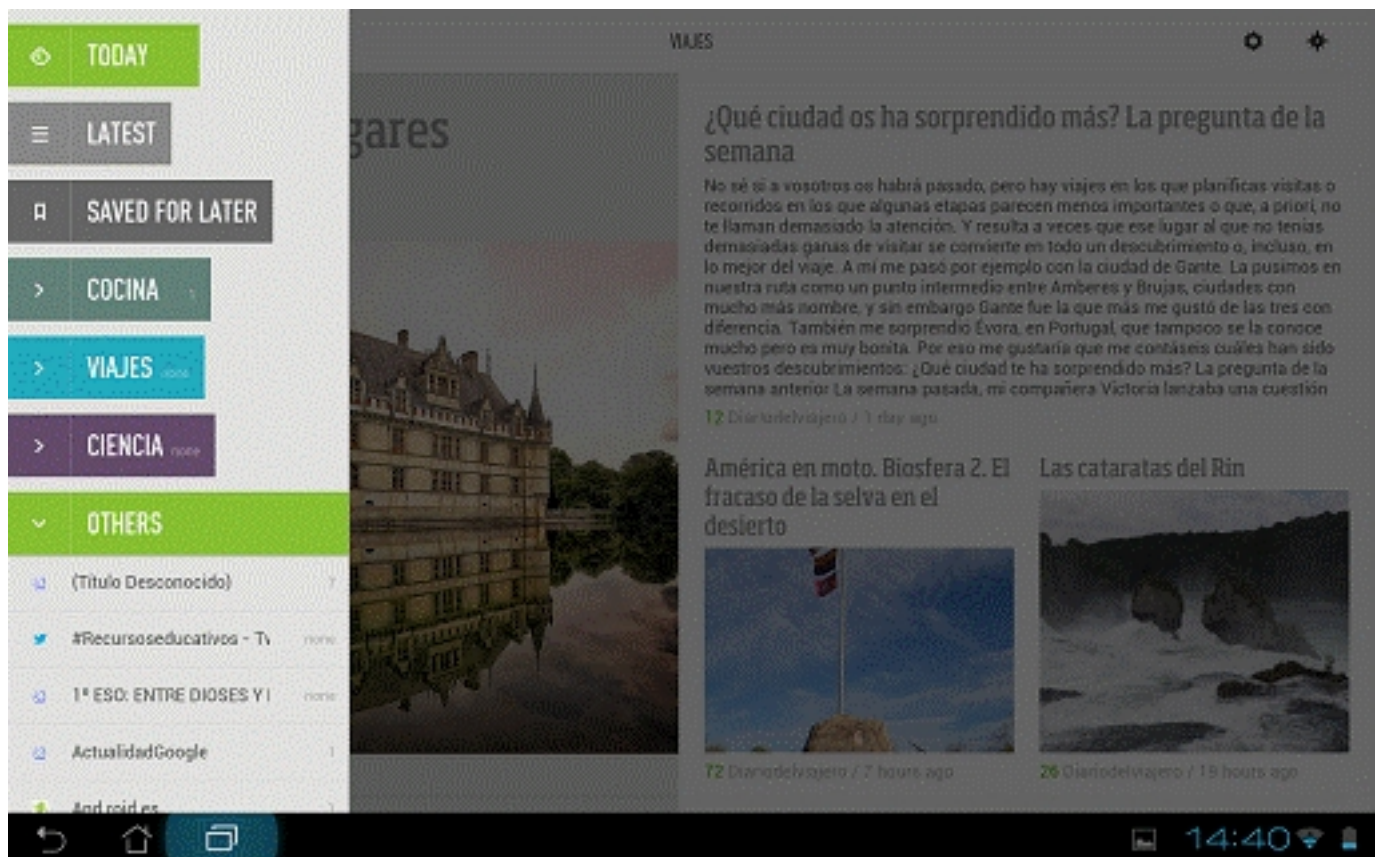 TODAY
LATEST
SAVED FOR LATER
COCINA
VIAJES none
CIENCIA none
OTHERS
(Título Desconocido) 7
#Recursoseducativos - Tv none
1ª ESO: ENTRE DIOSES Y none
ActualidadGoogle 1
Android.es
VIAJES
gares
¿Qué ciudad os ha sorprendido más? La pregunta de la
semana
No sé si a vosotros os habrá pasado, pero hay viajes en los que planificas visitas o
recorridos en los que algunas etapas parecen menos importantes o que, a priori, no
te llaman demasiado la atención. Y resulta a veces que ese lugar al que no tenías
demasiadas ganas de visitar se convierte en todo un descubrimiento o, incluso, en
lo mejor del viaje. A mí me pasó por ejemplo con la ciudad de Gante. La pusimos en
nuestra ruta como un punto intermedio entre Amberes y Brujas, ciudades con
mucho más nombre, y sin embargo Gante fue la que más me gustó de las tres con
diferencia. También me sorprendió Évora, en Portugal, que tampoco se la conoce
mucho pero es muy bonita. Por eso me gustaría que me contáseis cuáles han sido
vuestros descubrimientos: ¿Qué ciudad te ha sorprendido más? La pregunta de la
semana anterior La semana pasada, mi compañera Victoria lanzaba una cuestión
12 Diariodelviajero / 1 day ago
América en moto. Biosfera 2. El
fracaso de la selva en el
desierto
72 Diariodelviajero / 7 hours ago
Las cataratas del Rin
26 Diariodelviajero / 19 hours ago
14:40